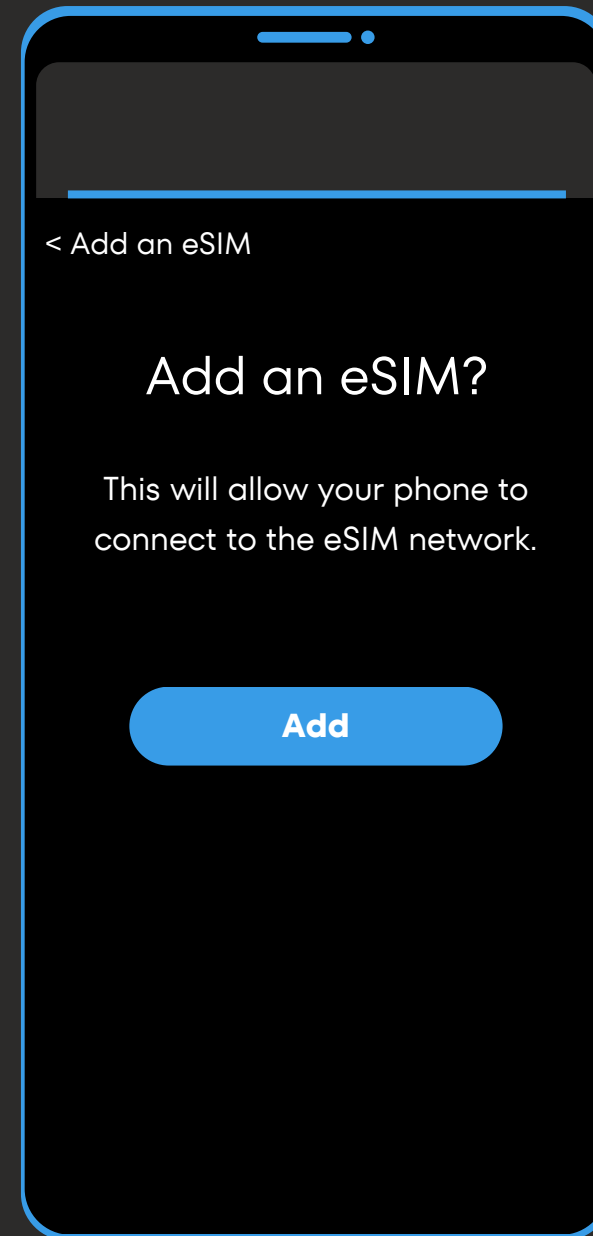 < Add an eSIM
Add an eSIM?
This will allow your phone to
connect to the eSIM network.
Add